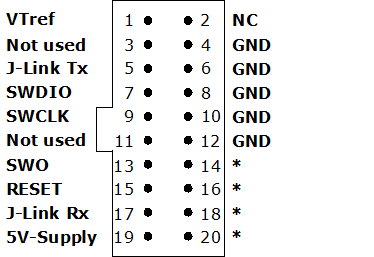 VTref 1 2 NC
Not used 3 4 GND
J-Link Tx 5 6 GND
SWDIO 7 8 GND
SWCLK 9 10 GND
Not used 11 12 GND
SWO 13 14 *
RESET 15 16 *
J-Link Rx 17 18 *
5V-Supply 19 20 *